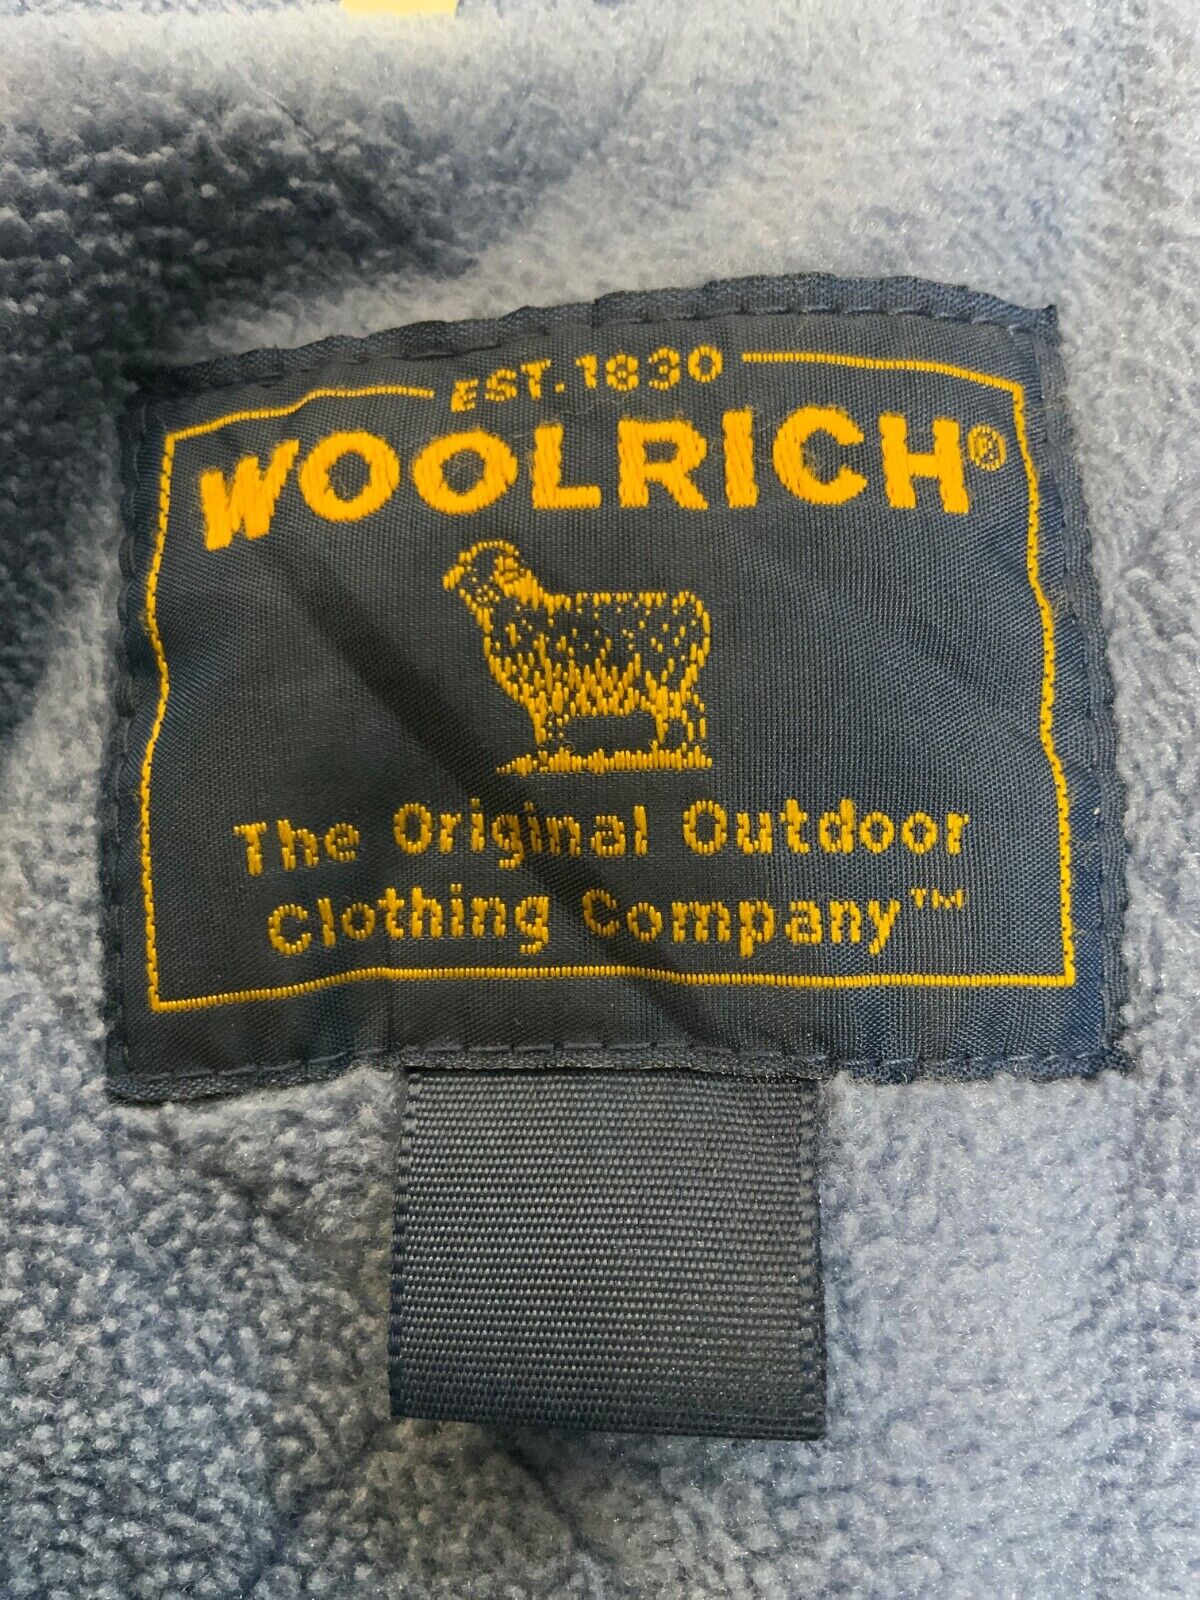 EST. 1830
WOOLRICH®
The Original Outdoor
Clothing Company™